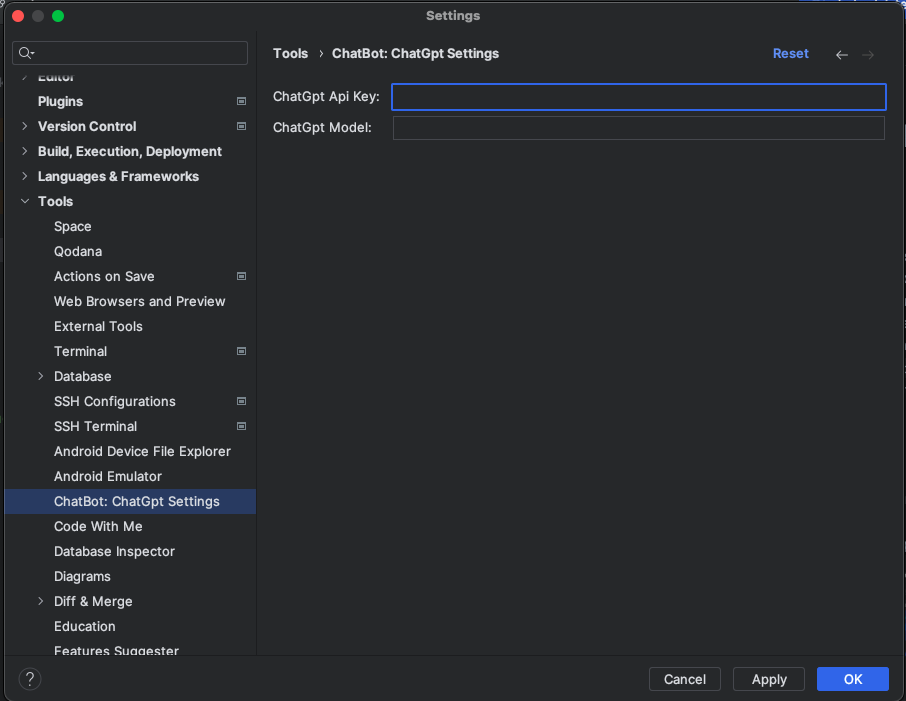 Settings
Tools › ChatBot: ChatGpt Settings
Reset
ChatGpt Api Key:
ChatGpt Model:
Editor
Plugins
Version Control
Build, Execution, Deployment
Languages & Frameworks
Tools
Space
Qodana
Actions on Save
Web Browsers and Preview
External Tools
Terminal
Database
SSH Configurations
SSH Terminal
Android Device File Explorer
Android Emulator
ChatBot: ChatGpt Settings
Code With Me
Database Inspector
Diagrams
Diff & Merge
Education
Features Suggester
?
Cancel
Apply
OK